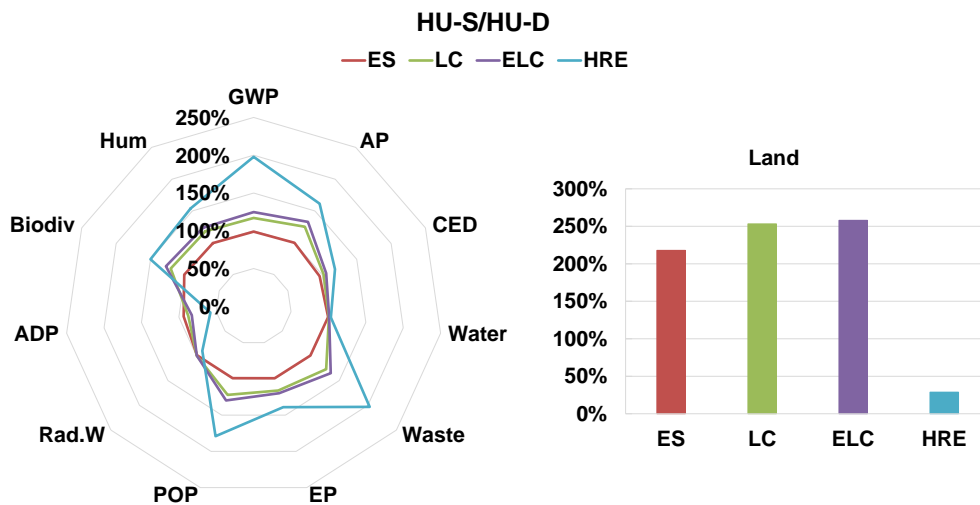 HU-S/HU-D
ES LC ELC HRE
GWP
AP
CED
Water
Waste
EP
POP
Rad.W
ADP
Biodiv
Hum
250%
200%
150%
100%
50%
0%
Land
300%
250%
200%
150%
100%
50%
0%
ES LC ELC HRE